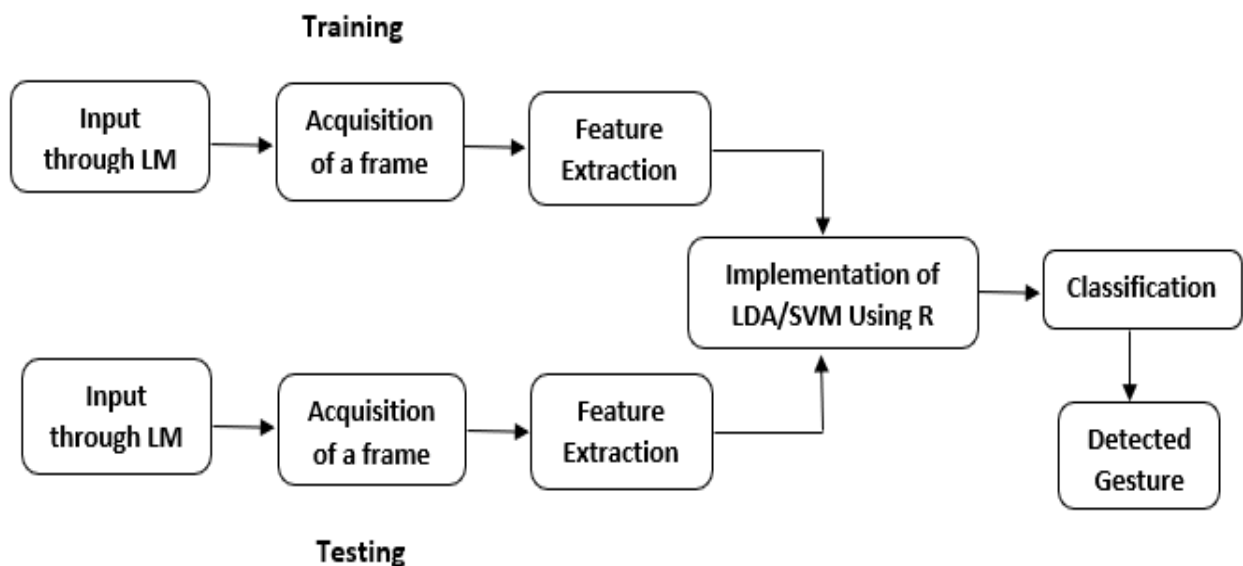 Training
Input
through LM
Acquisition
of a frame
Feature
Extraction
Implementation of
LDA/SVM Using R
Classification
Detected
Gesture
Input
through LM
Acquisition
of a frame
Feature
Extraction
Testing